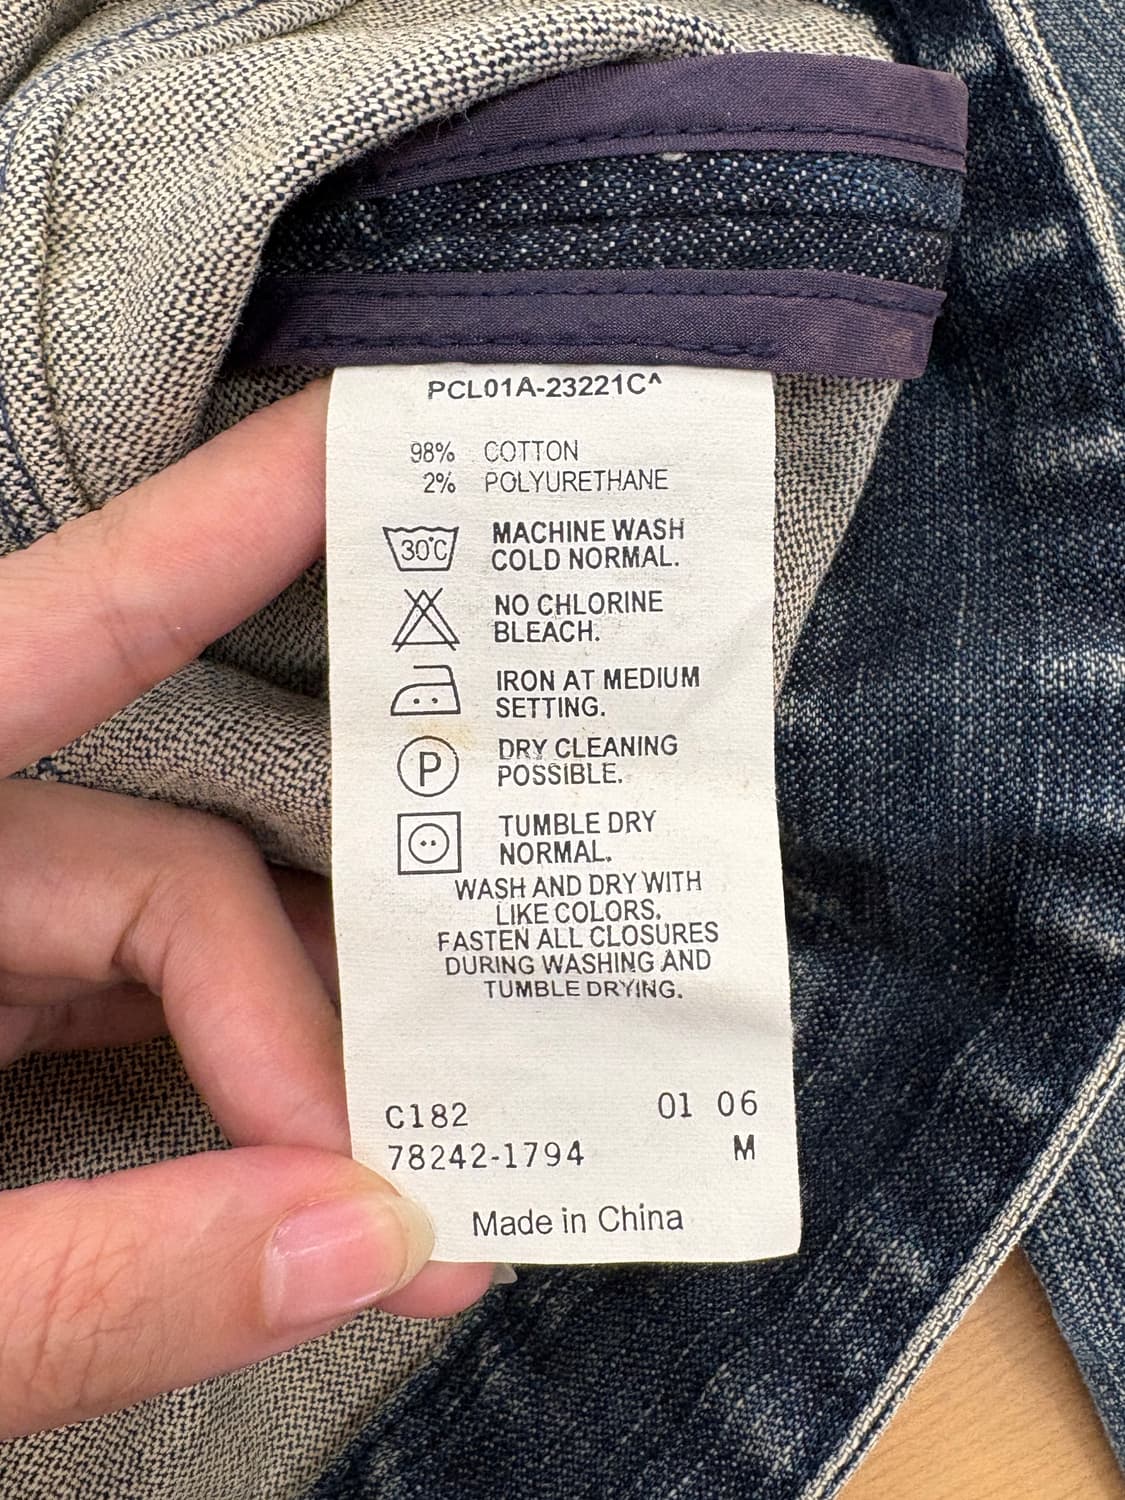 PCL01A-23221C^
98% COTTON
2% POLYURETHANE
30°C MACHINE WASH
COLD NORMAL.
NO CHLORINE
BLEACH.
IRON AT MEDIUM
SETTING.
P DRY CLEANING
POSSIBLE.
TUMBLE DRY
NORMAL.
WASH AND DRY WITH
LIKE COLORS.
FASTEN ALL CLOSURES
DURING WASHING AND
TUMBLE DRYING.
C182 01 06
78242-1794 M
Made in China